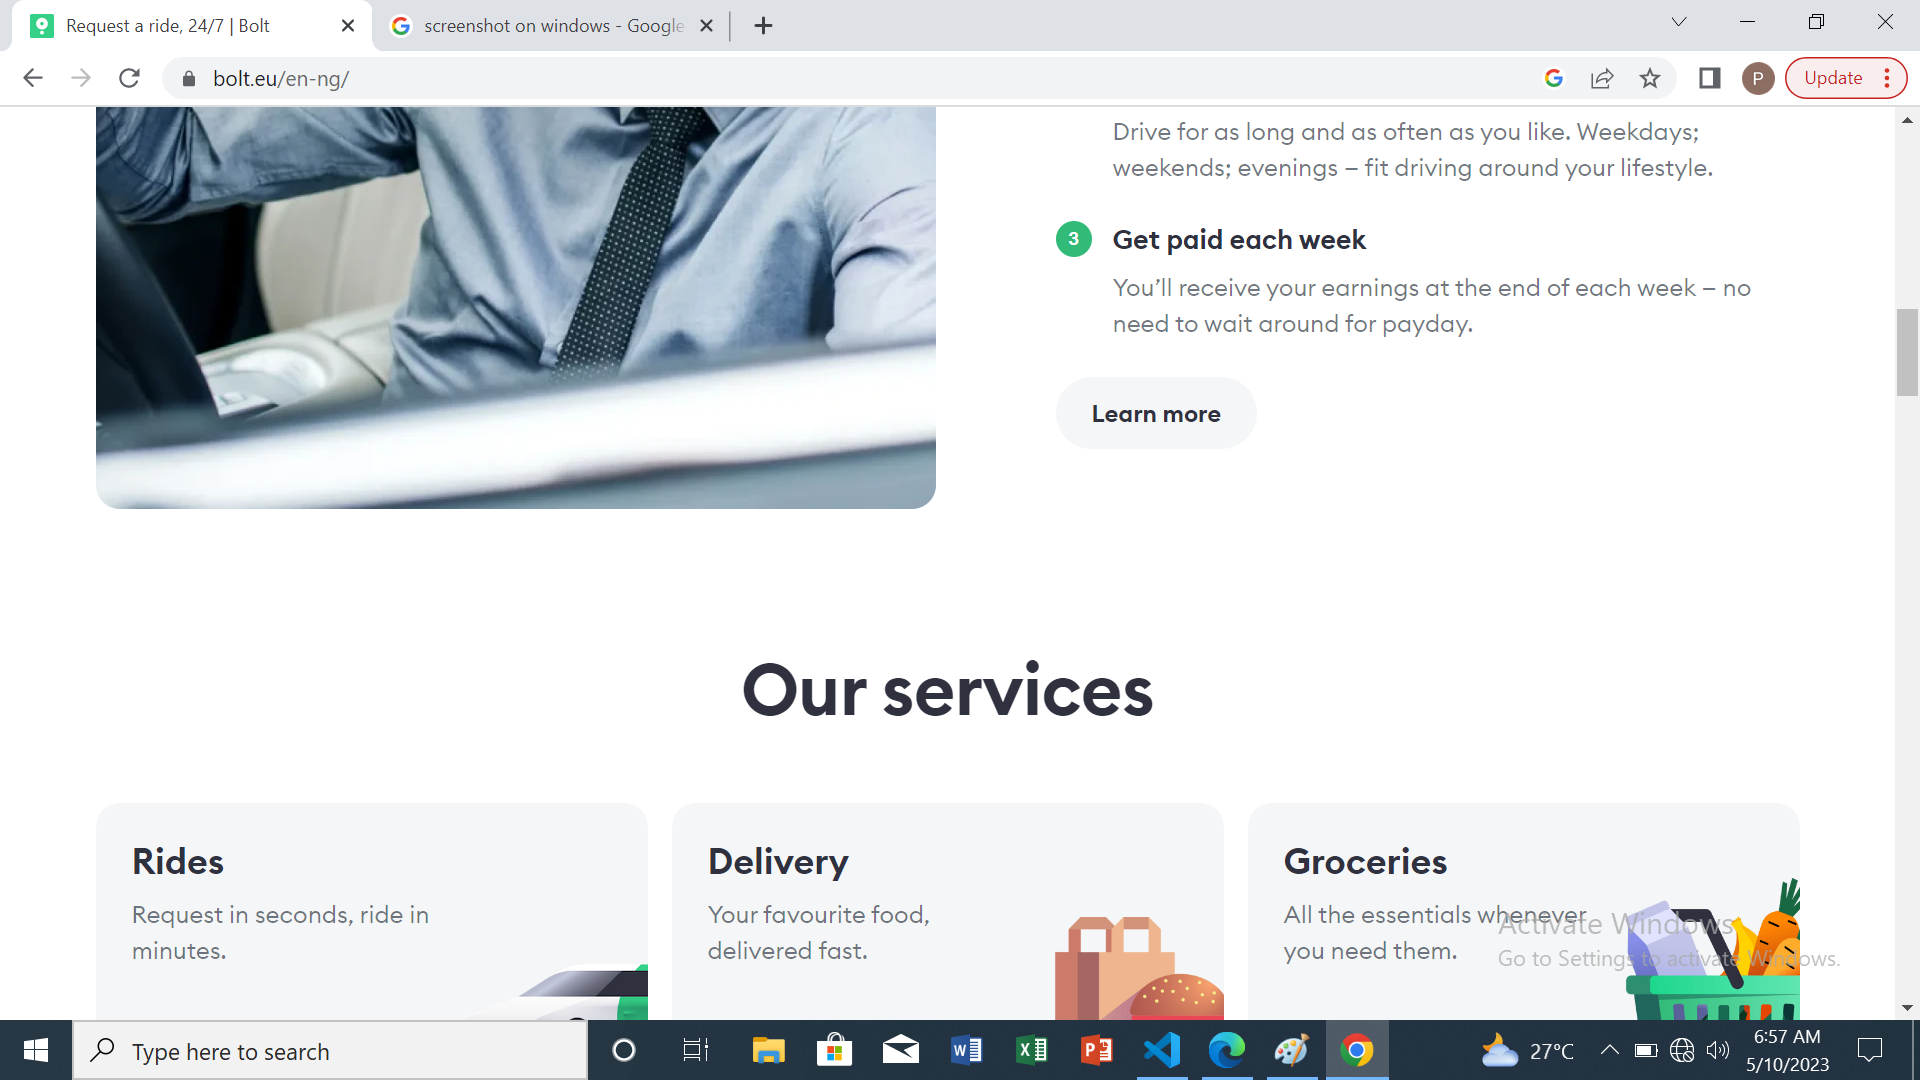 Request a ride, 24/7 | Bolt
screenshot on windows - Google
bolt.eu/en-ng/
P
Update
Drive for as long and as often as you like. Weekdays;
weekends; evenings – fit driving around your lifestyle.
3
Get paid each week
You’ll receive your earnings at the end of each week – no
need to wait around for payday.
Learn more
Our services
Rides
Request in seconds, ride in
minutes.
Delivery
Your favourite food,
delivered fast.
Groceries
All the essentials whenever
you need them.
Activate Windows
Go to Settings to activate Windows.
Type here to search
27°C
6:57 AM
5/10/2023